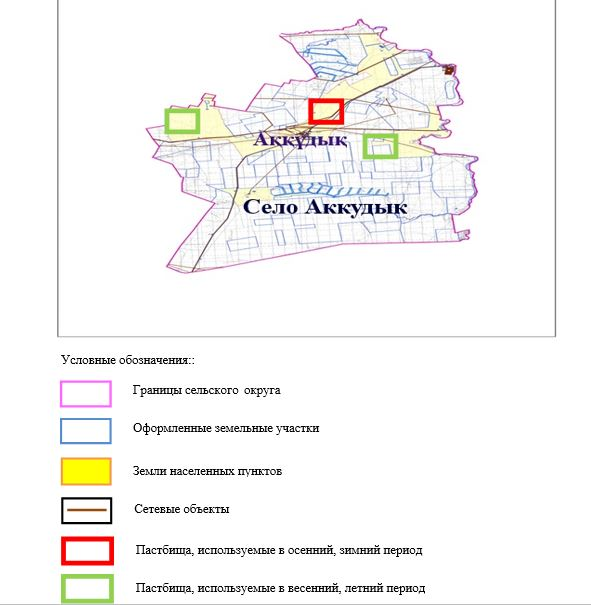 Аққұдық
Село Аккудық
Условные обозначения::
Границы сельского округа
Оформленные земельные участки
Земли населенных пунктов
Сетевые объекты
Пастбища, используемые в осенний, зимний период
Пастбища, используемые в весенний, летний период